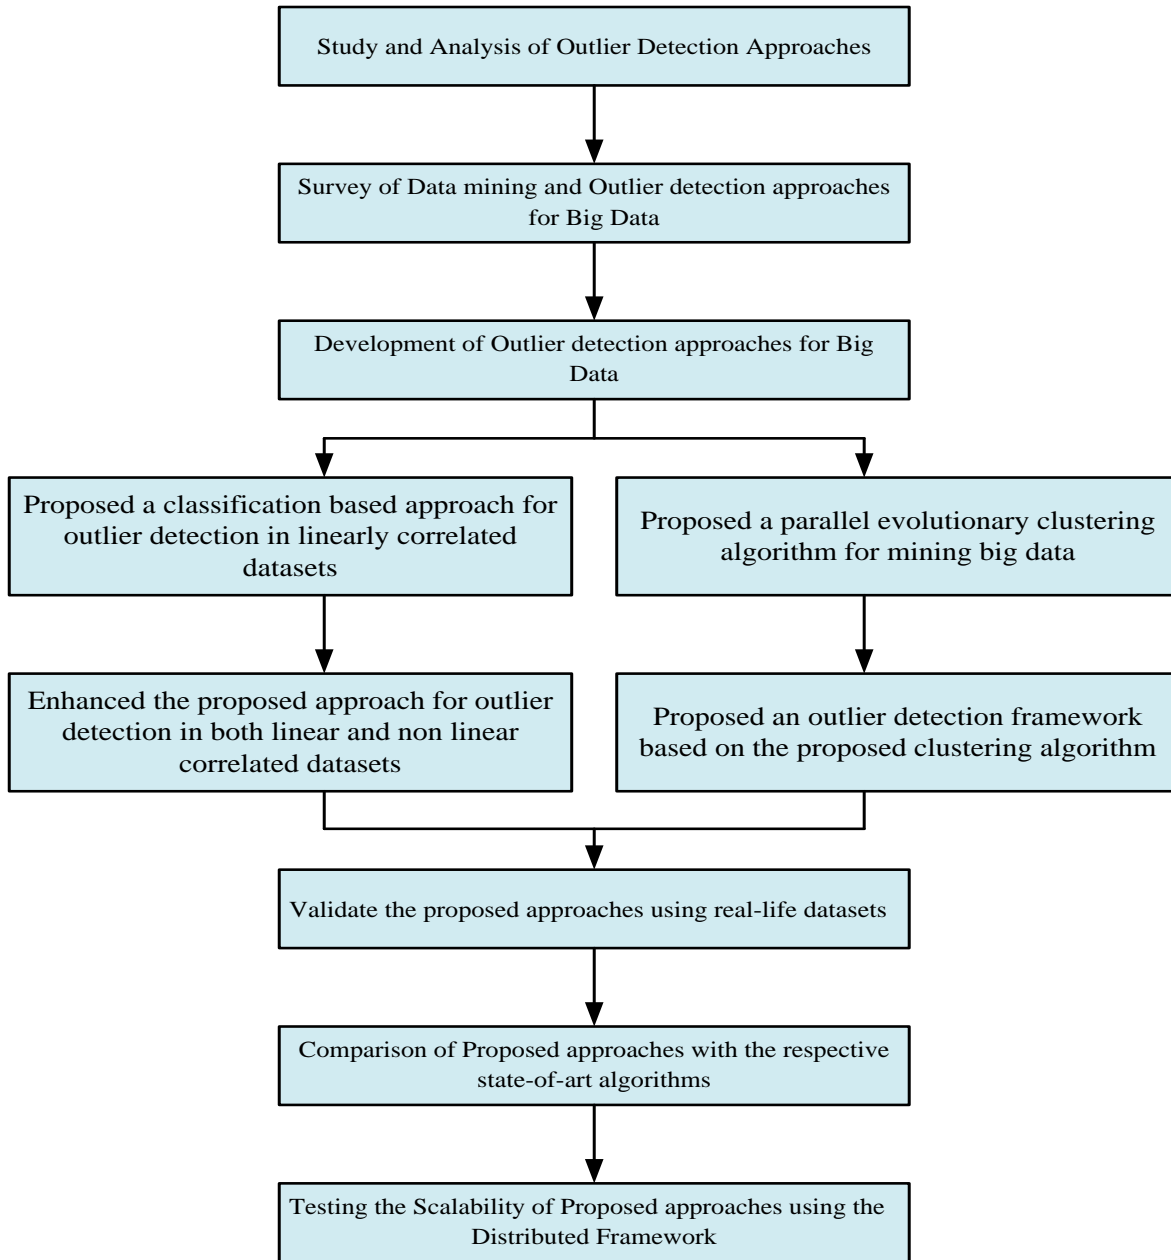 Study and Analysis of Outlier Detection Approaches
Survey of Data mining and Outlier detection approaches
for Big Data
Development of Outlier detection approaches for Big
Data
Proposed a classification based approach for
outlier detection in linearly correlated
datasets
Proposed a parallel evolutionary clustering
algorithm for mining big data
Enhanced the proposed approach for outlier
detection in both linear and non linear
correlated datasets
Proposed an outlier detection framework
based on the proposed clustering algorithm
Validate the proposed approaches using real-life datasets
Comparison of Proposed approaches with the respective
state-of-art algorithms
Testing the Scalability of Proposed approaches using the
Distributed Framework